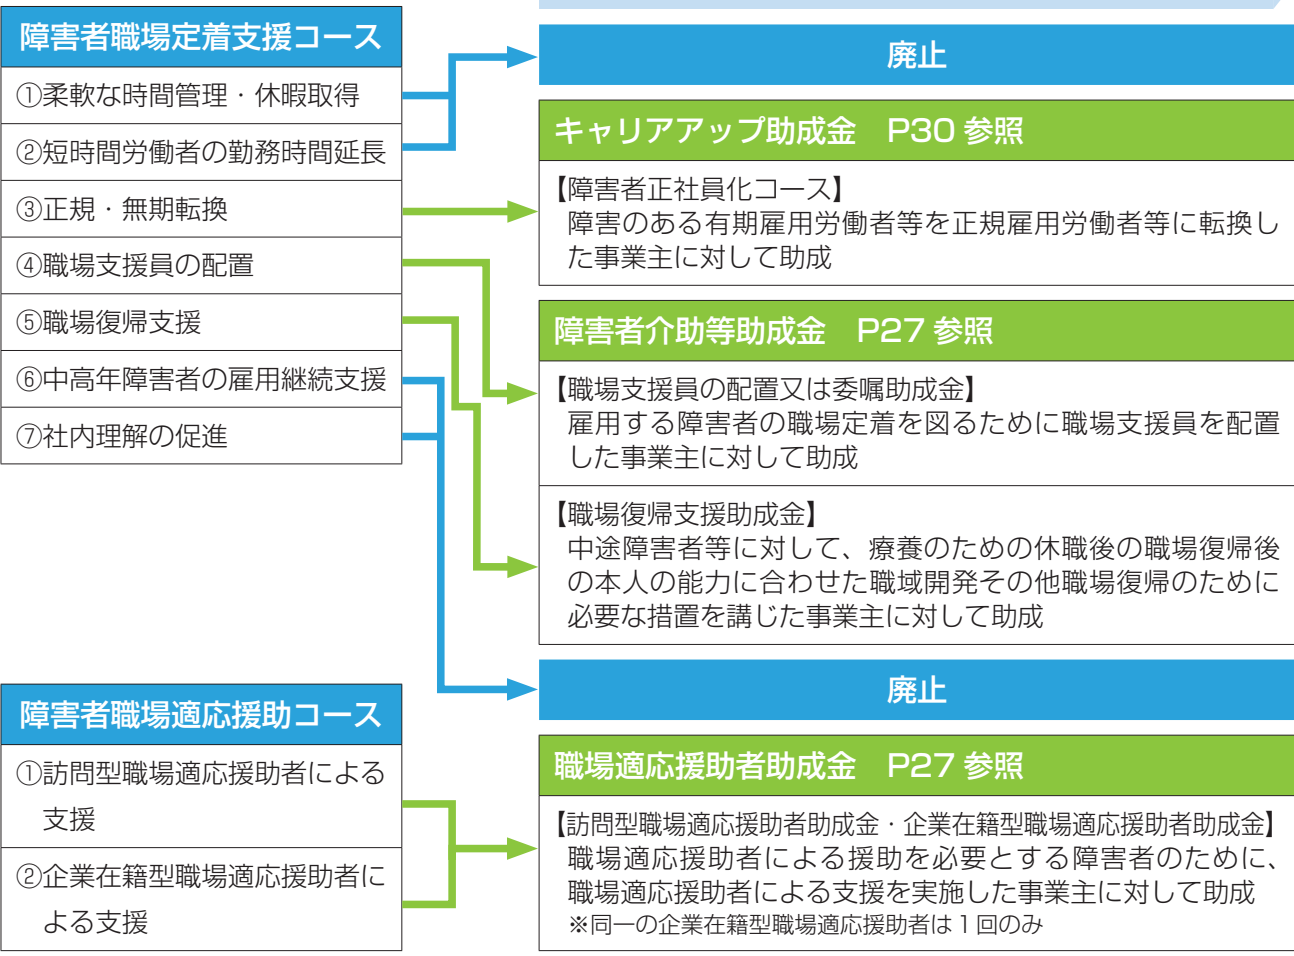 障害者職場定着支援コース
①柔軟な時間管理・休暇取得
②短時間労働者の勤務時間延長
③正規・無期転換
④職場支援員の配置
⑤職場復帰支援
⑥中高年障害者の雇用継続支援
⑦社内理解の促進
廃止
キャリアアップ助成金　P30 参照
【障害者正社員化コース】
障害のある有期雇用労働者等を正規雇用労働者等に転換し
た事業主に対して助成
障害者介助等助成金　P27 参照
【職場支援員の配置又は委嘱助成金】
雇用する障害者の職場定着を図るために職場支援員を配置
した事業主に対して助成
【職場復帰支援助成金】
中途障害者等に対して、療養のための休職後の職場復帰後
の本人の能力に合わせた職域開発その他職場復帰のために
必要な措置を講じた事業主に対して助成
廃止
障害者職場適応援助コース
①訪問型職場適応援助者による
支援
②企業在籍型職場適応援助者に
よる支援
職場適応援助者助成金　P27 参照
【訪問型職場適応援助者助成金・企業在籍型職場適応援助者助成金】
職場適応援助者による援助を必要とする障害者のために、
職場適応援助者による支援を実施した事業主に対して助成
※同一の企業在籍型職場適応援助者は１回のみ